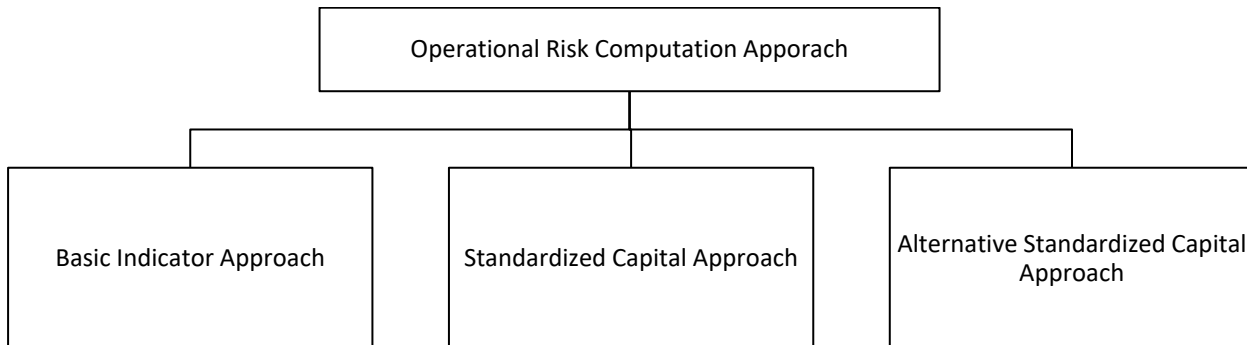 Operational Risk Computation Apporach
Basic Indicator Approach
Standardized Capital Approach
Alternative Standardized Capital
Approach